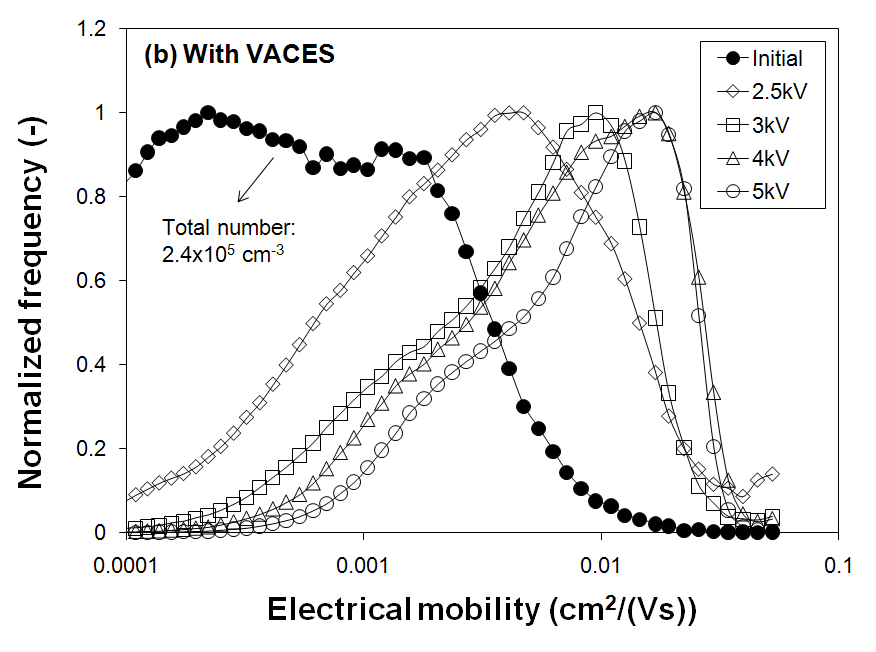 (b) With VACES
Initial
2.5kV
3kV
4kV
5kV
Total number:
2.4x10⁵ cm⁻³
Normalized frequency (-)
1.2
1
0.8
0.6
0.4
0.2
0
0.0001
0.001
0.01
0.1
Electrical mobility (cm²/(Vs))